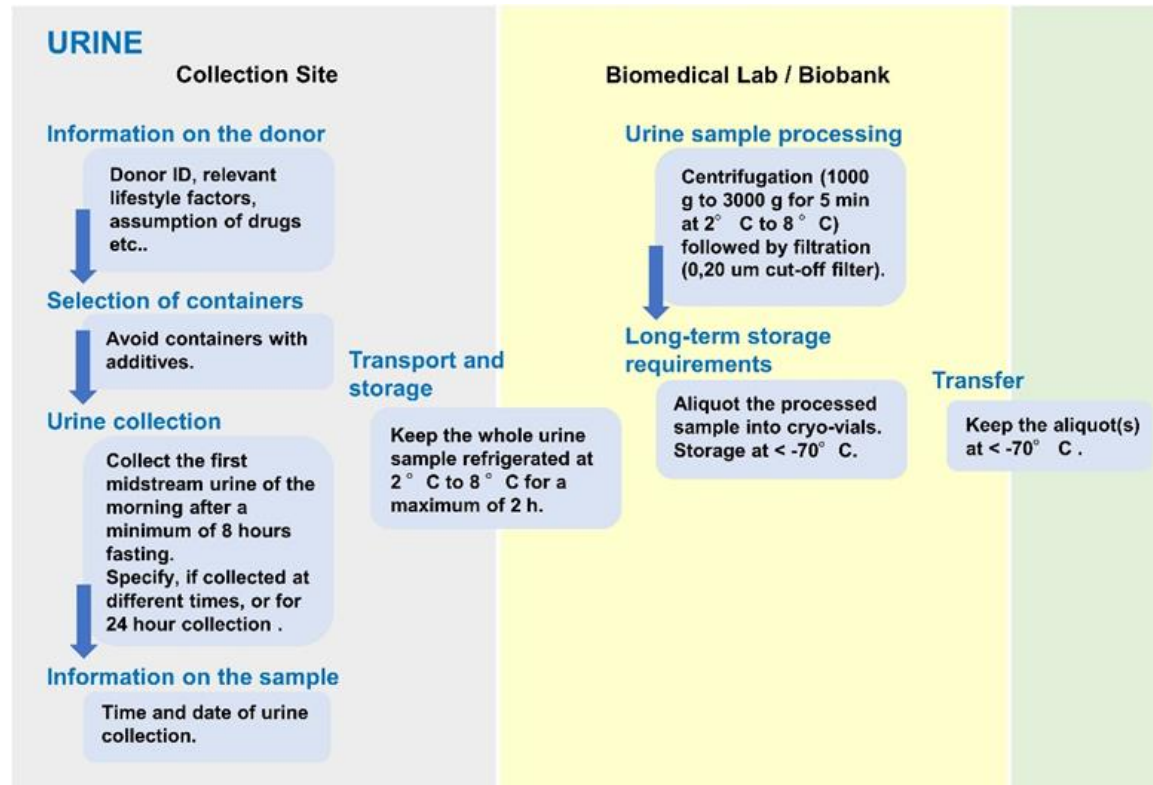 URINE
Collection Site
Information on the donor
Donor ID, relevant
lifestyle factors,
assumption of drugs
etc..
Selection of containers
Avoid containers with
additives.
Urine collection
Collect the first
midstream urine of the
morning after a
minimum of 8 hours
fasting.
Specify, if collected at
different times, or for
24 hour collection .
Information on the sample
Time and date of urine
collection.
Transport and
storage
Keep the whole urine
sample refrigerated at
2° C to 8° C for a
maximum of 2 h.
Biomedical Lab / Biobank
Urine sample processing
Centrifugation (1000
g to 3000 g for 5 min
at 2° C to 8° C)
followed by filtration
(0,20 um cut-off filter).
Long-term storage
requirements
Aliquot the processed
sample into cryo-vials.
Storage at < -70° C.
Transfer
Keep the aliquot(s)
at < -70° C .